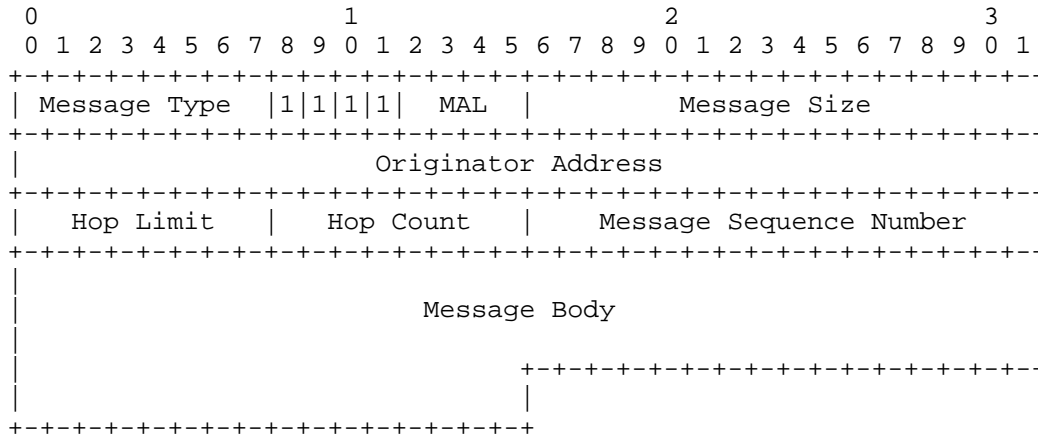 0                   1                   2                   3
0 1 2 3 4 5 6 7 8 9 0 1 2 3 4 5 6 7 8 9 0 1 2 3 4 5 6 7 8 9 0 1
+-+-+-+-+-+-+-+-+-+-+-+-+-+-+-+-+-+-+-+-+-+-+-+-+-+-+-+-+-+-+-+--
| Message Type  |1|1|1|1|  MAL  |         Message Size
+-+-+-+-+-+-+-+-+-+-+-+-+-+-+-+-+-+-+-+-+-+-+-+-+-+-+-+-+-+-+-+--
|                      Originator Address
+-+-+-+-+-+-+-+-+-+-+-+-+-+-+-+-+-+-+-+-+-+-+-+-+-+-+-+-+-+-+-+--
|   Hop Limit   |   Hop Count   |    Message Sequence Number
+-+-+-+-+-+-+-+-+-+-+-+-+-+-+-+-+-+-+-+-+-+-+-+-+-+-+-+-+-+-+-+--
|
|                         Message Body
|
|                               +-+-+-+-+-+-+-+-+-+-+-+-+-+-+-+--
|                               |
+-+-+-+-+-+-+-+-+-+-+-+-+-+-+-+-+